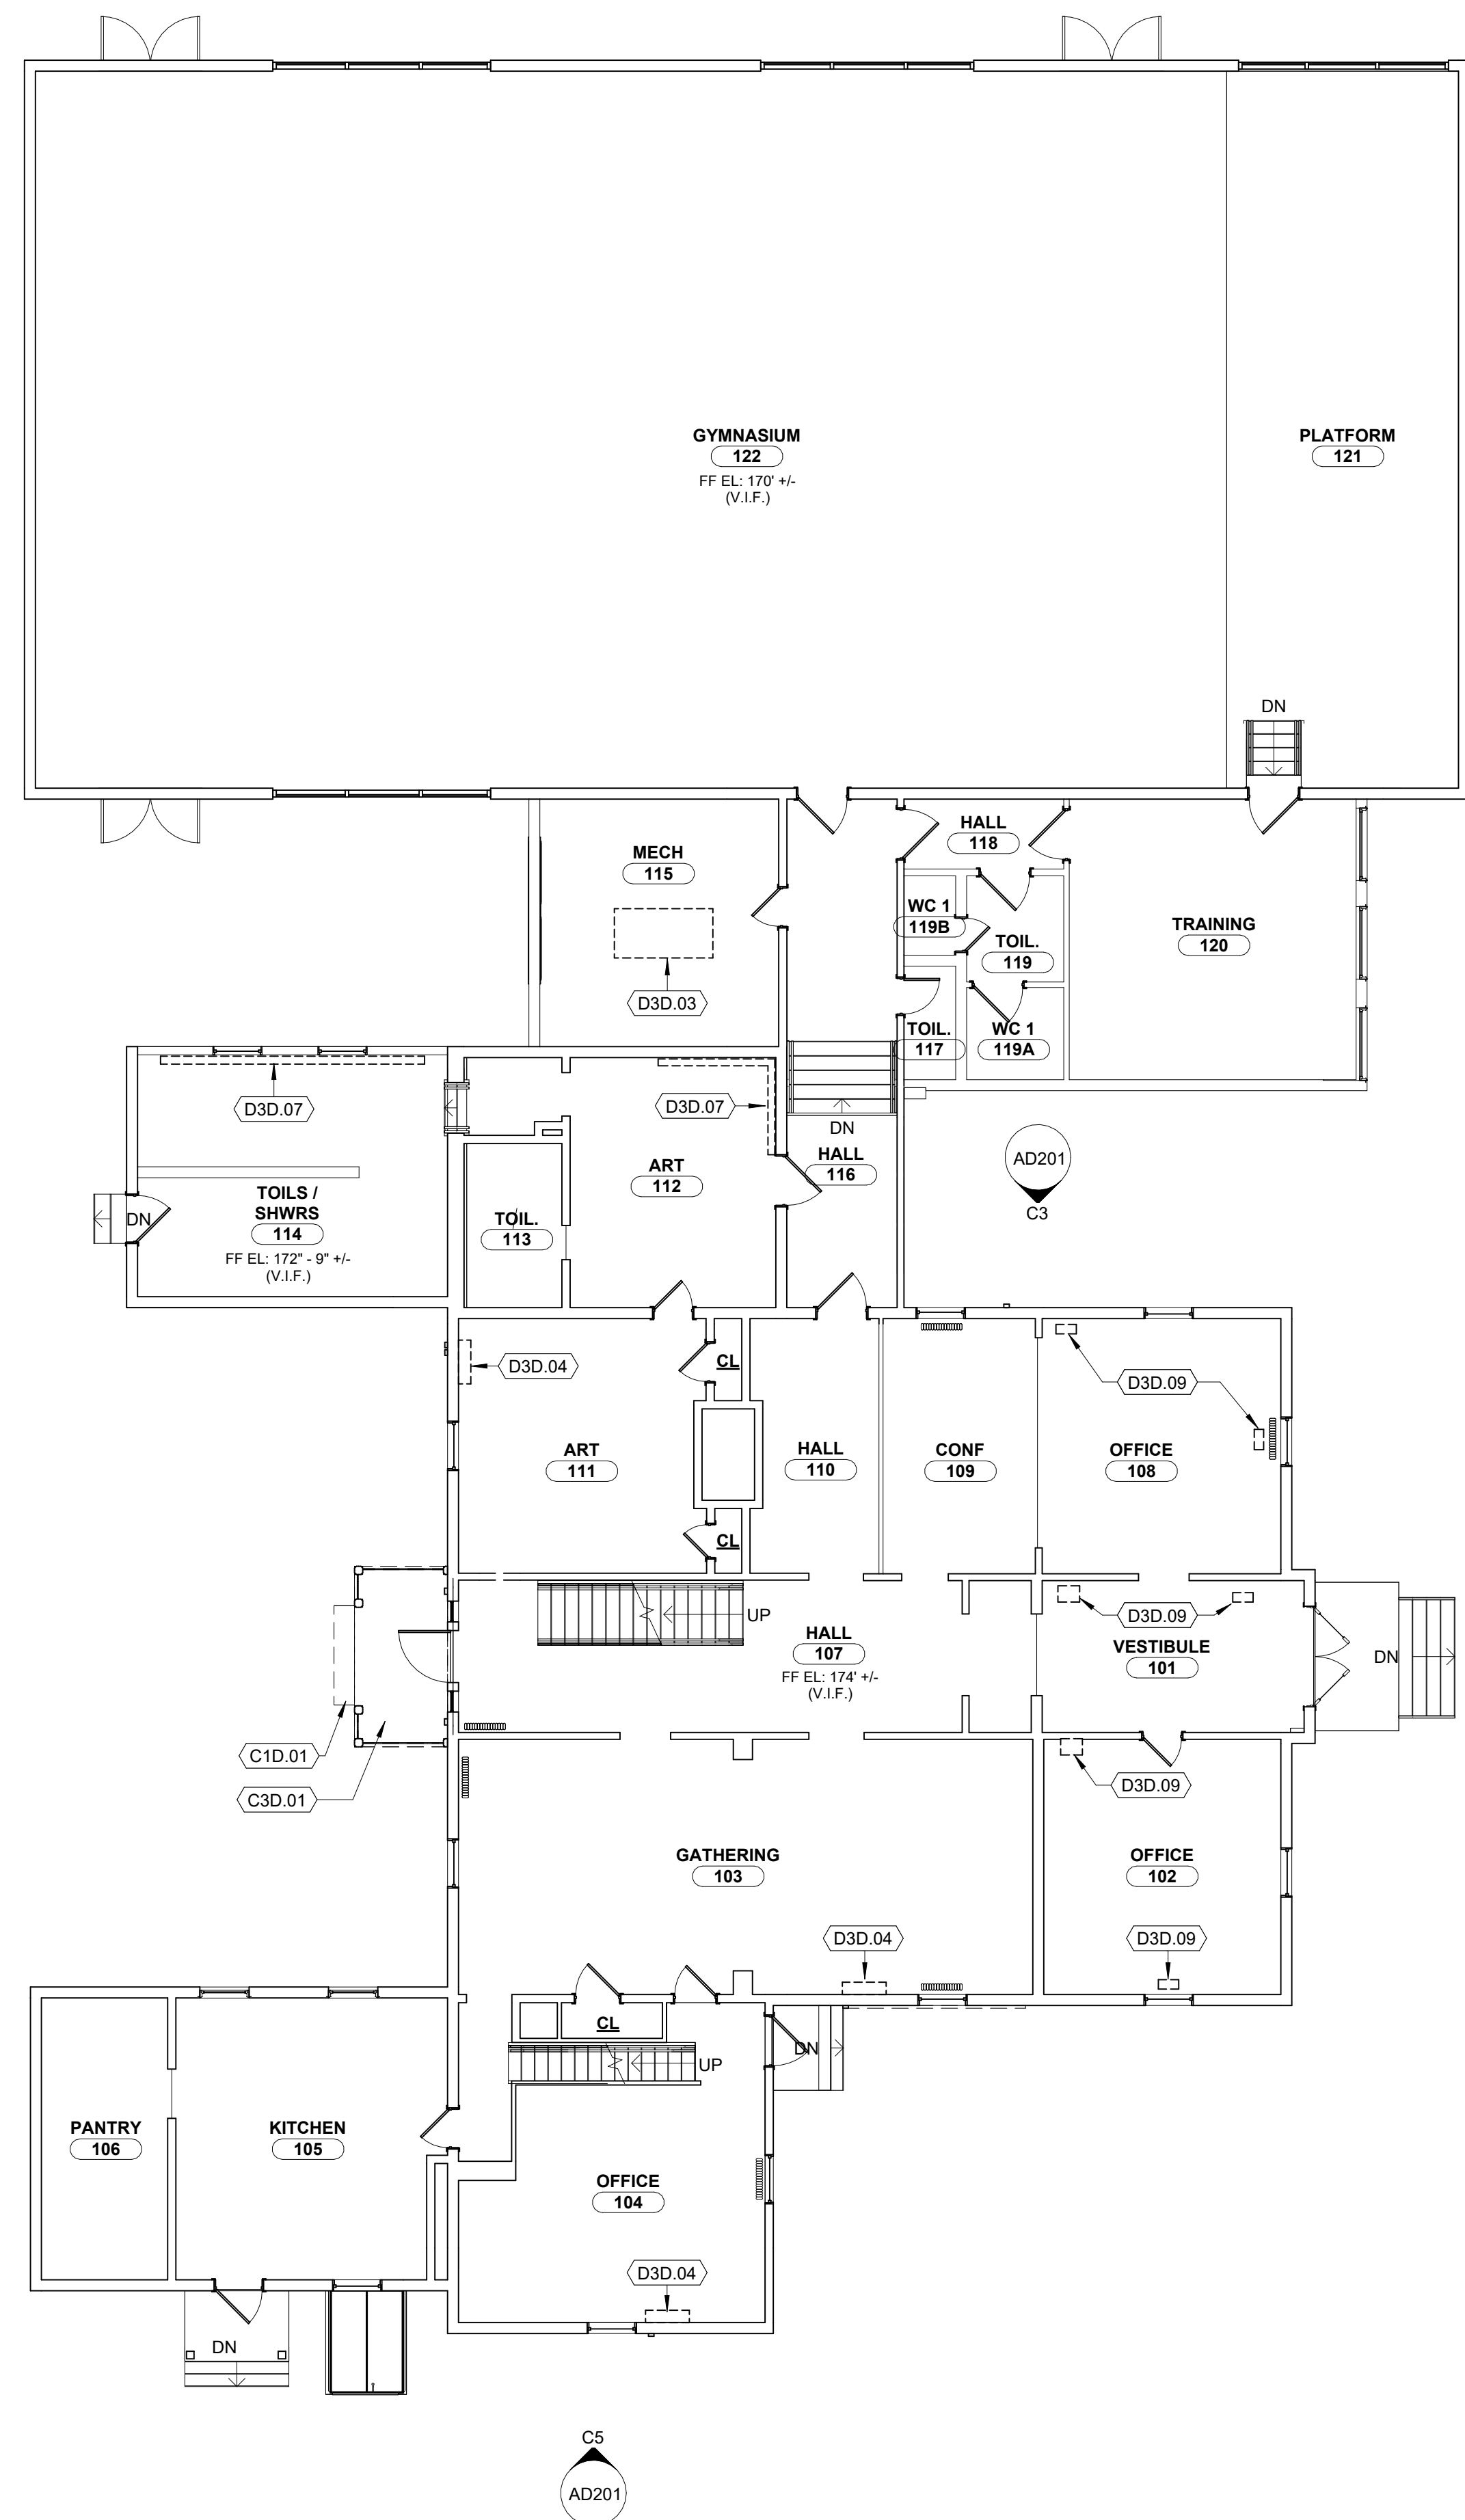 GYMNASIUM
122
FF EL: 170' +/-
(V.I.F.)
PLATFORM
121
DN
HALL
118
MECH
115
WC 1
119B
TOIL.
119
TRAINING
120
D3D.03
TOIL.
117
WC 1
119A
D3D.07
D3D.07
DN
HALL
116
ART
112
AD201
C3
TOILS /
SHWRS
114
FF EL: 172" - 9" +/-
(V.I.F.)
DN
TOIL.
113
CL
D3D.04
D3D.09
ART
111
HALL
110
CONF
109
OFFICE
108
CL
UP
D3D.09
HALL
107
FF EL: 174' +/-
(V.I.F.)
VESTIBULE
101
DN
C1D.01
C3D.01
D3D.09
GATHERING
103
OFFICE
102
D3D.04
D3D.09
CL
UP
DN
PANTRY
106
KITCHEN
105
OFFICE
104
D3D.04
DN
C5
AD201